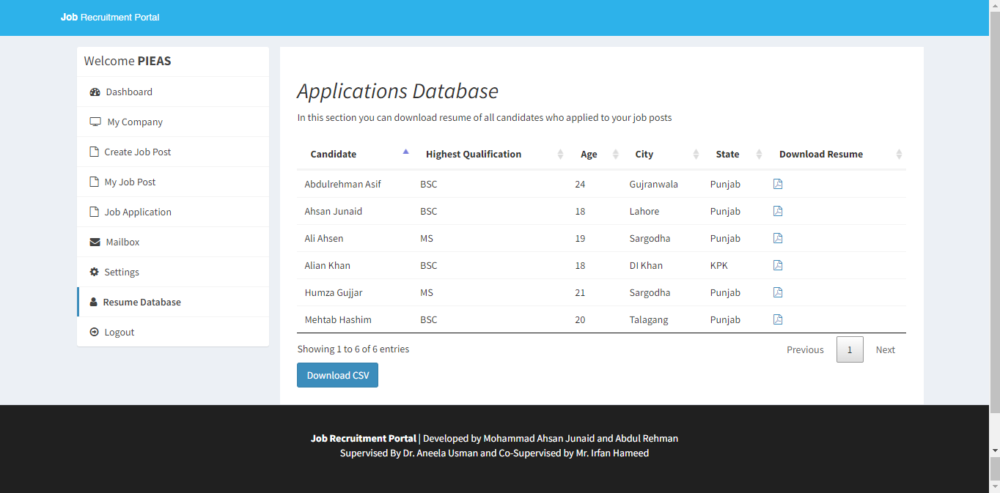 Job Recruitment Portal
Welcome PIEAS
Dashboard
My Company
Create Job Post
My Job Post
Job Application
Mailbox
Settings
Resume Database
Logout
Applications Database
In this section you can download resume of all candidates who applied to your job posts
Candidate Highest Qualification Age City State Download Resume
Abdulrehman Asif BSC 24 Gujranwala Punjab
Ahsan Junaid BSC 18 Lahore Punjab
Ali Ahsen MS 19 Sargodha Punjab
Alian Khan BSC 18 DI Khan KPK
Humza Gujjar MS 21 Sargodha Punjab
Mehtab Hashim BSC 20 Talagang Punjab
Showing 1 to 6 of 6 entries
Previous 1 Next
Download CSV
Job Recruitment Portal | Developed by Mohammad Ahsan Junaid and Abdul Rehman
Supervised By Dr. Aneela Usman and Co-Supervised by Mr. Irfan Hameed